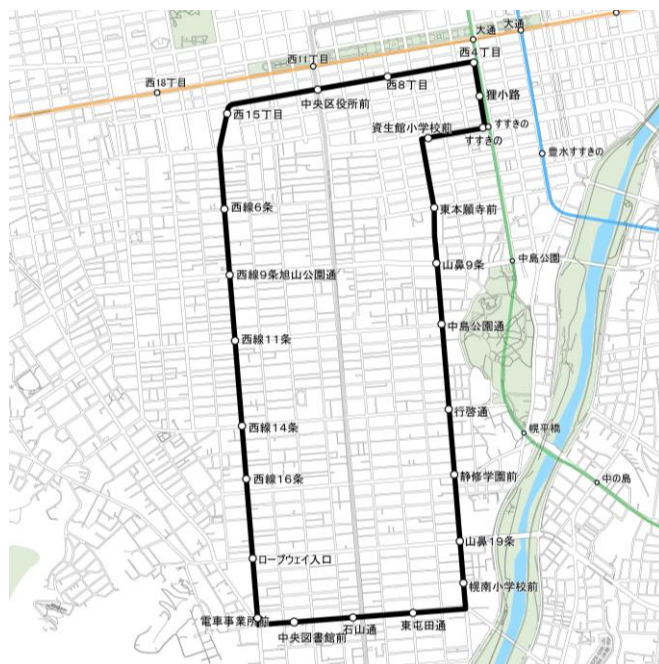 大通
大通
西4丁目
西11丁目
西18丁目
西8丁目
中央区役所前
狸小路
西15丁目
資生館小学校前
すすきの
すすきの
豊水すすきの
西線6条
東本願寺前
中島公園
山鼻9条
西線9条旭山公園通
中島公園通
西線11条
行啓通
西線14条
幌平橋
静修学園前
西線16条
中の島
山鼻19条
ロープウェイ入口
幌南小学校前
電車事業所前
東屯田通
石山通
中央図書館前